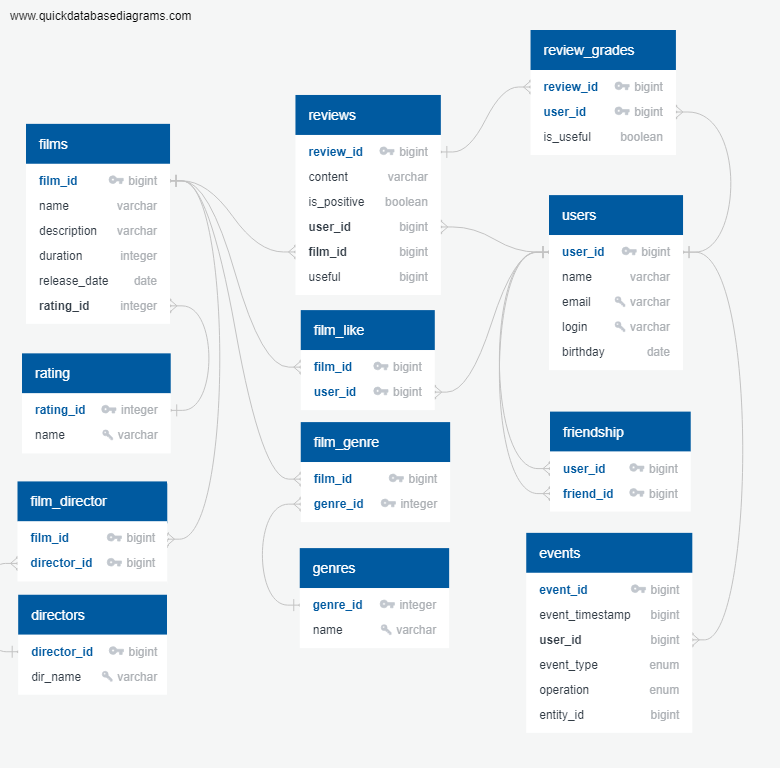 www.quickdatabasediagrams.com
films
film_id bigint
name varchar
description varchar
duration integer
release_date date
rating_id integer
rating
rating_id integer
name varchar
film_director
film_id bigint
director_id bigint
directors
director_id bigint
dir_name varchar
reviews
review_id bigint
content varchar
is_positive boolean
user_id bigint
film_id bigint
useful bigint
film_like
film_id bigint
user_id bigint
film_genre
film_id bigint
genre_id integer
genres
genre_id integer
name varchar
review_grades
review_id bigint
user_id bigint
is_useful boolean
users
user_id bigint
name varchar
email varchar
login varchar
birthday date
friendship
user_id bigint
friend_id bigint
events
event_id bigint
event_timestamp bigint
user_id bigint
event_type enum
operation enum
entity_id bigint